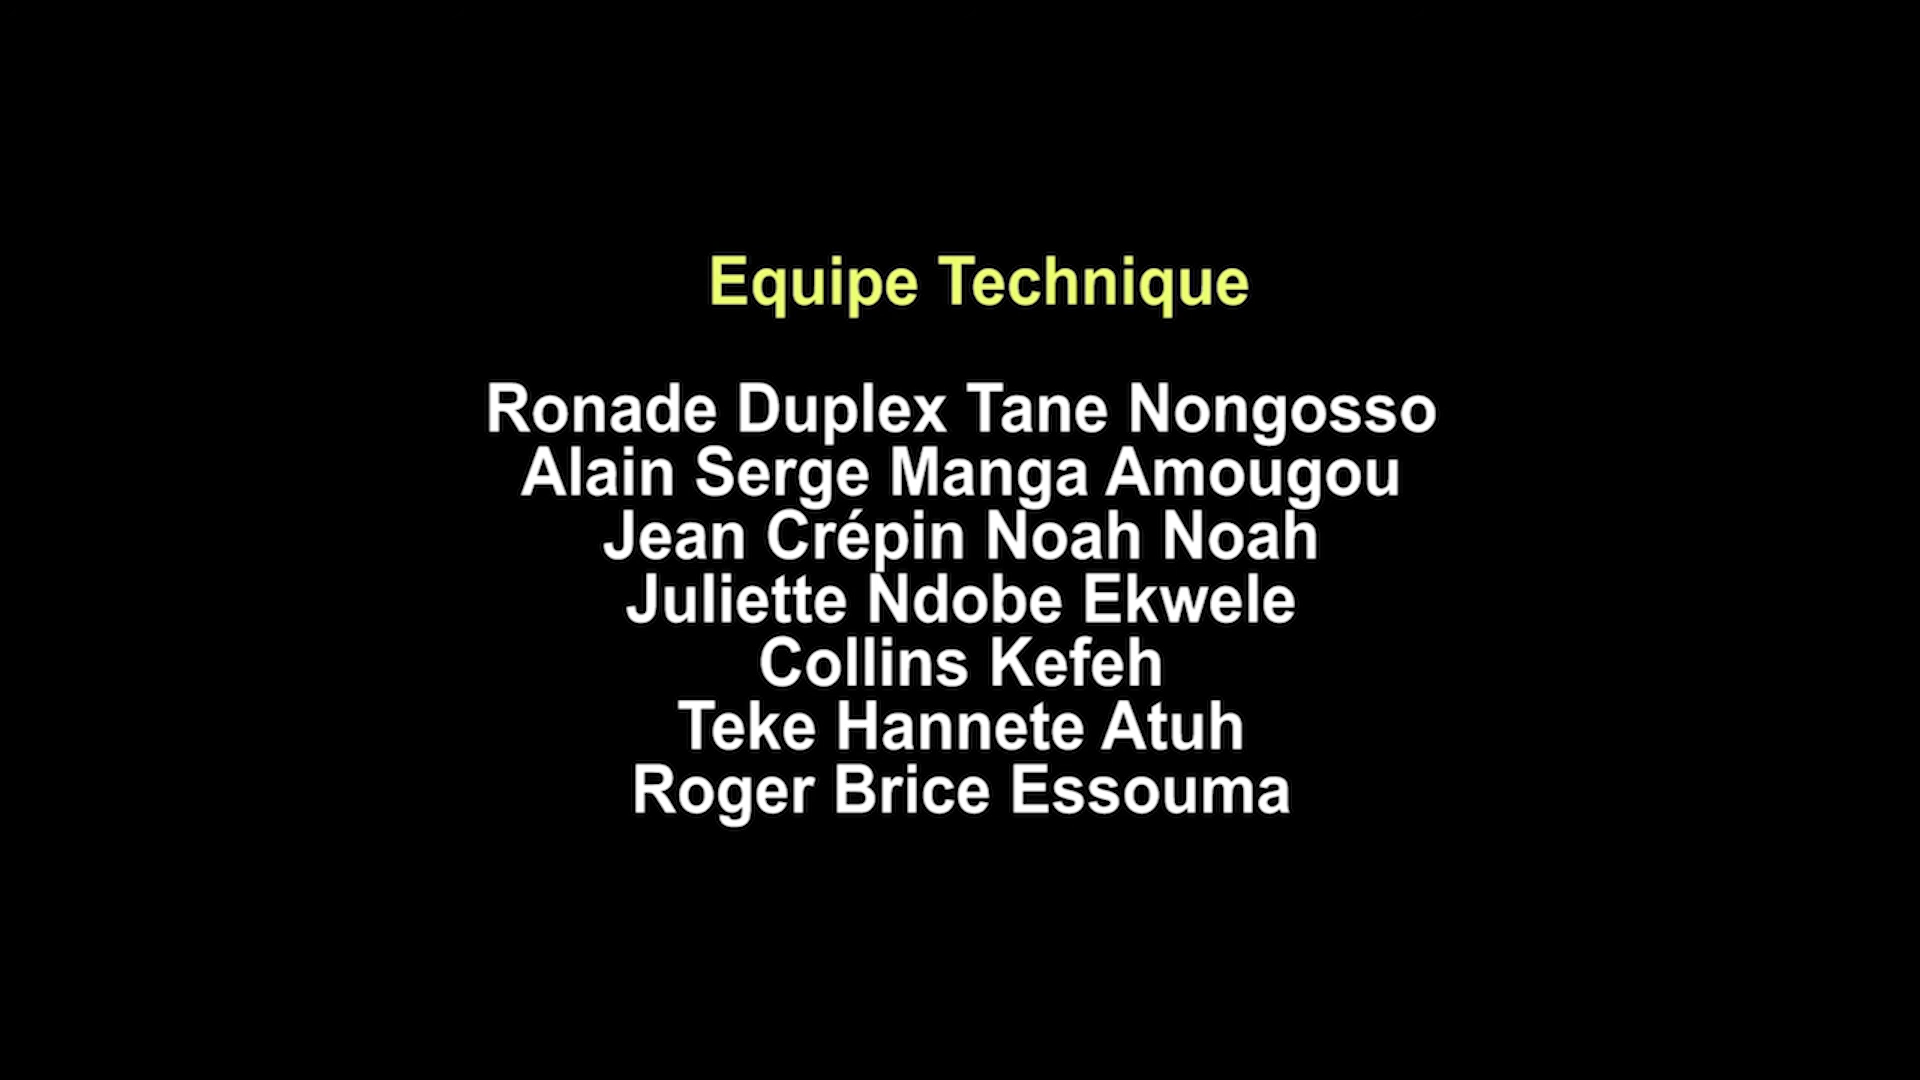 Equipe Technique
Ronade Duplex Tane Nongosso
Alain Serge Manga Amougou
Jean Crépin Noah Noah
Juliette Ndobe Ekwele
Collins Kefeh
Teke Hannete Atuh
Roger Brice Essouma